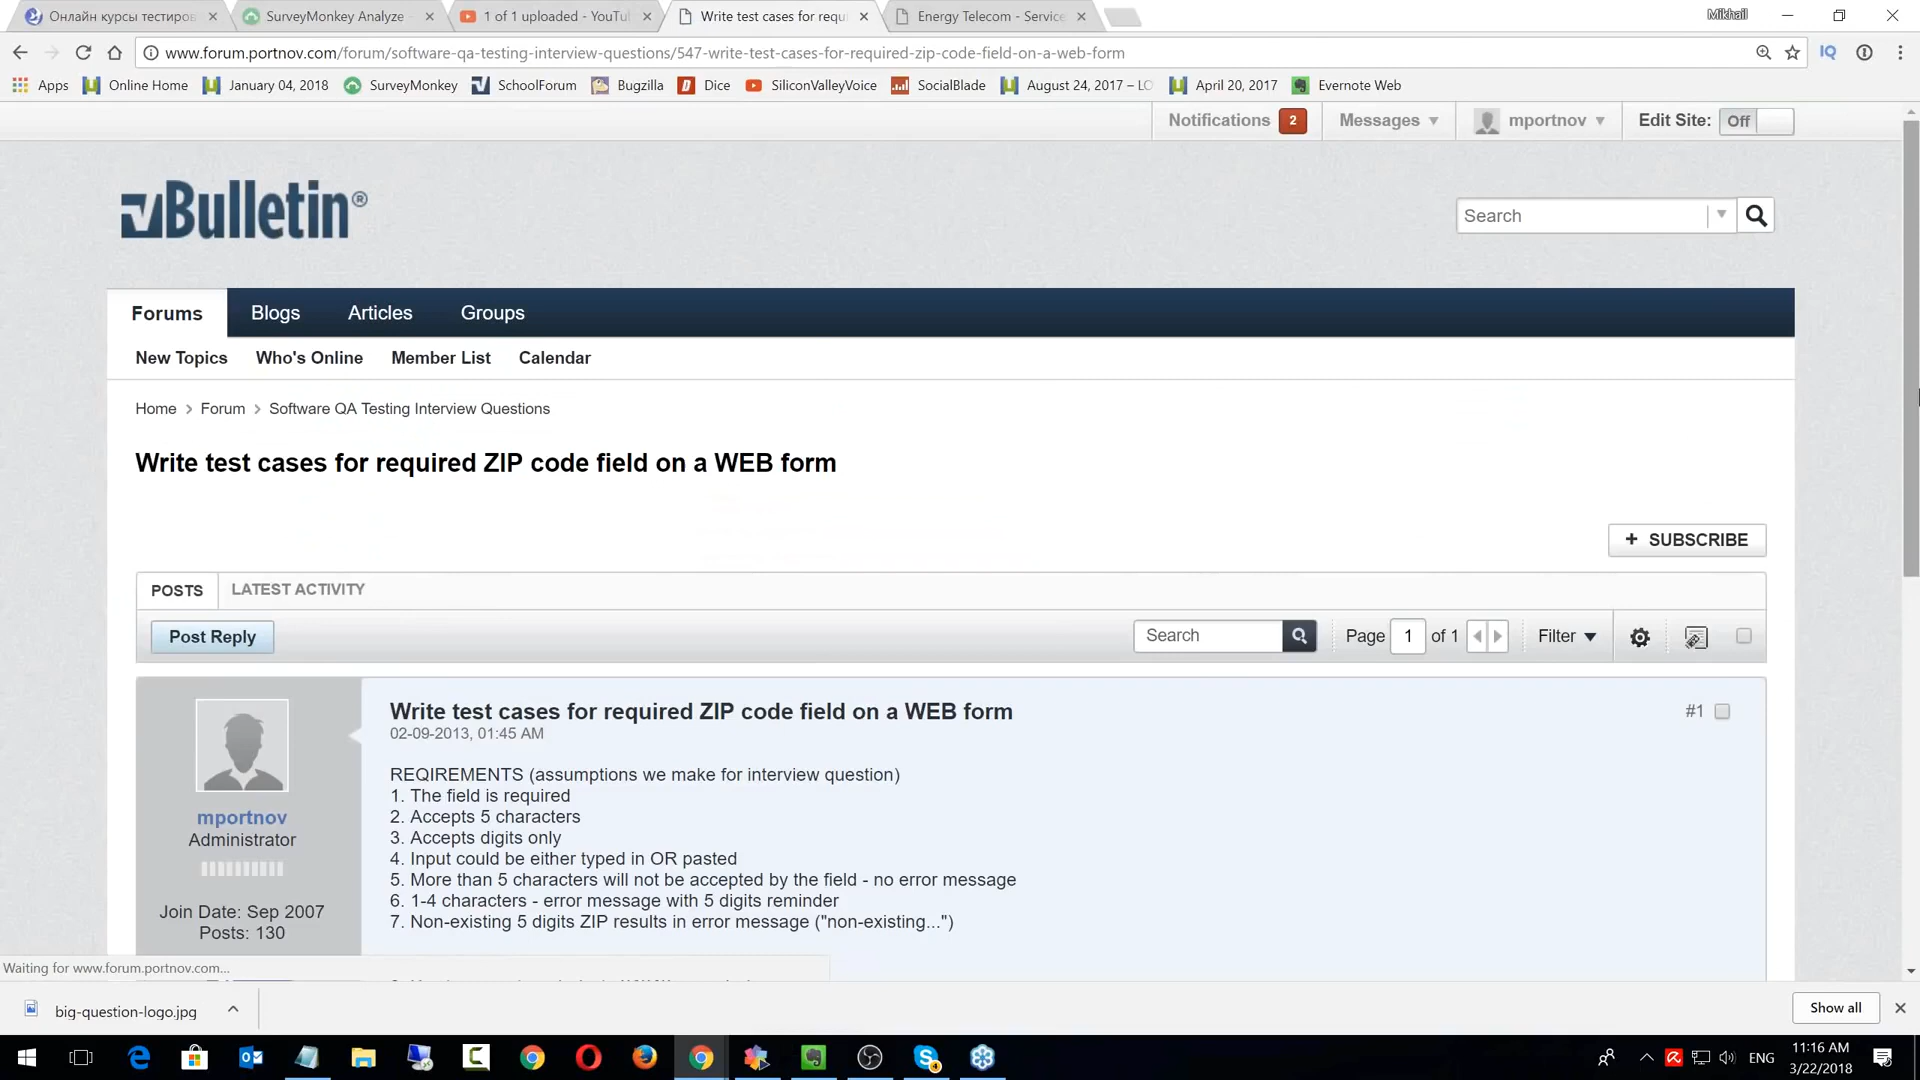 Онлайн курсы тестиров
SurveyMonkey Analyze -
1 of 1 uploaded - YouTu
Write test cases for requ
Energy Telecom - Service
Mikhail
www.forum.portnov.com/forum/software-qa-testing-interview-questions/547-write-test-cases-for-required-zip-code-field-on-a-web-form
Apps
Online Home
January 04, 2018
SurveyMonkey
SchoolForum
Bugzilla
Dice
SiliconValleyVoice
SocialBlade
August 24, 2017 – LO
April 20, 2017
Evernote Web
Notifications 2
Messages
mportnov
Edit Site: Off
vBulletin®
Search
Forums
Blogs
Articles
Groups
New Topics
Who's Online
Member List
Calendar
Home > Forum > Software QA Testing Interview Questions
Write test cases for required ZIP code field on a WEB form
+ SUBSCRIBE
POSTS
LATEST ACTIVITY
Post Reply
Search
Page 1 of 1
Filter
Write test cases for required ZIP code field on a WEB form
#1
02-09-2013, 01:45 AM
mportnov
Administrator
Join Date: Sep 2007
Posts: 130
REQIREMENTS (assumptions we make for interview question)
1. The field is required
2. Accepts 5 characters
3. Accepts digits only
4. Input could be either typed in OR pasted
5. More than 5 characters will not be accepted by the field - no error message
6. 1-4 characters - error message with 5 digits reminder
7. Non-existing 5 digits ZIP results in error message ("non-existing...")
Waiting for www.forum.portnov.com...
big-question-logo.jpg
Show all
ENG
11:16 AM
3/22/2018